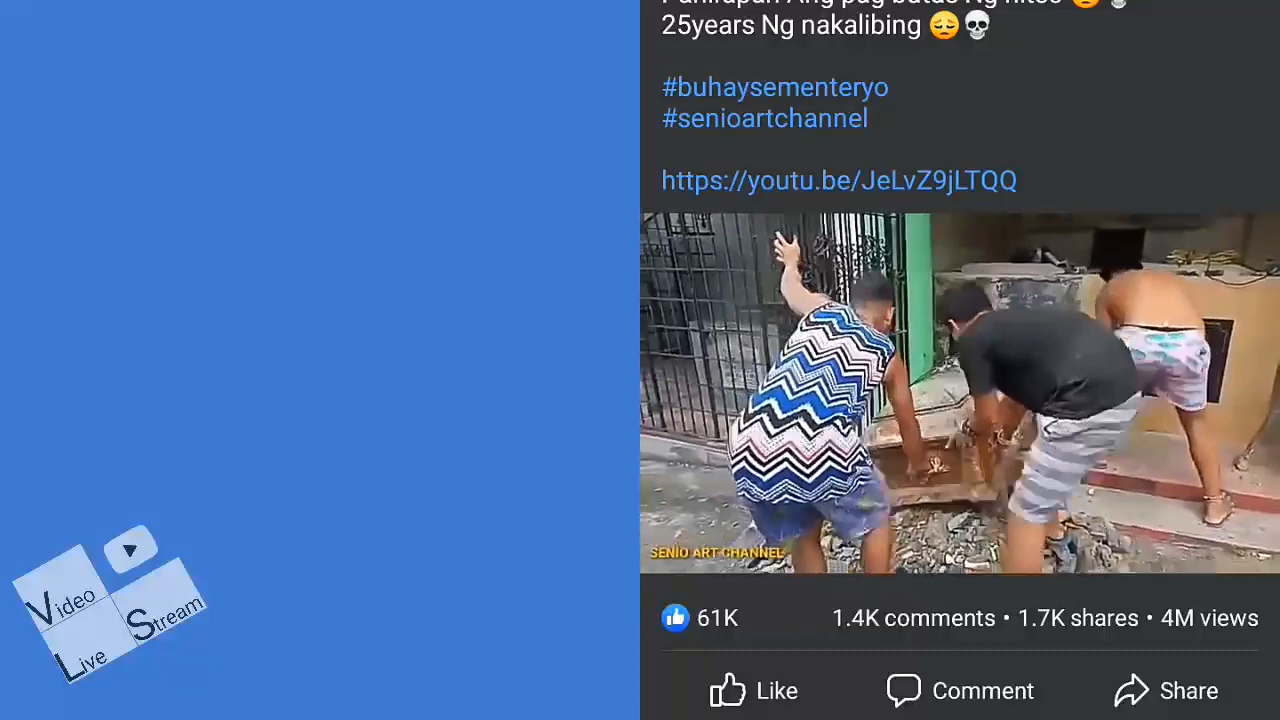 25years Ng nakalibing 😔💀
#buhaysementeryo
#senioartchannel
https://youtu.be/JeLvZ9jLTQQ
SENIO ART CHANNEL
61K
1.4K comments • 1.7K shares • 4M views
Like
Comment
Share
Video
Stream
Live